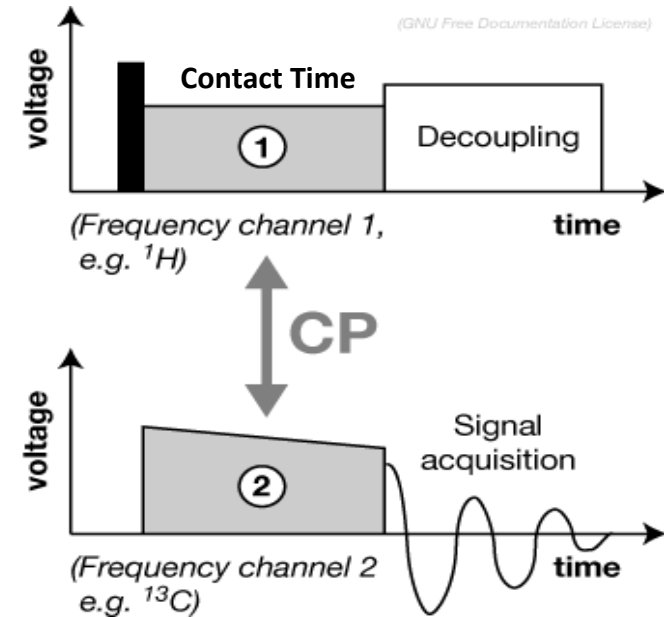 (GNU Free Documentation License)
voltage
Contact Time
1
Decoupling
(Frequency channel 1,
e.g. ¹H)
time
CP
voltage
Signal
acquisition
2
(Frequency channel 2
e.g. ¹³C)
time